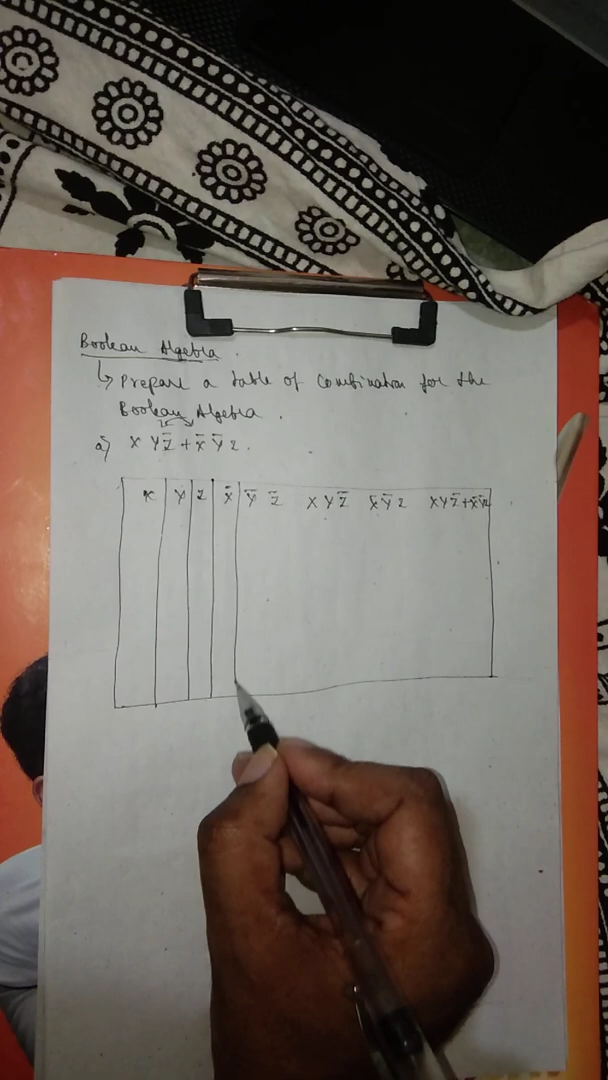 Boolean Algebra.
↳ Prepare a table of Combination for the
Boolean Algebra.
a) X Y Z̄ + X̄ Ȳ Z.
X Y Z X̄ Ȳ Z̄ X Y Z̄ X̄ Ȳ Z X Y Z̄ + X̄ Ȳ Z